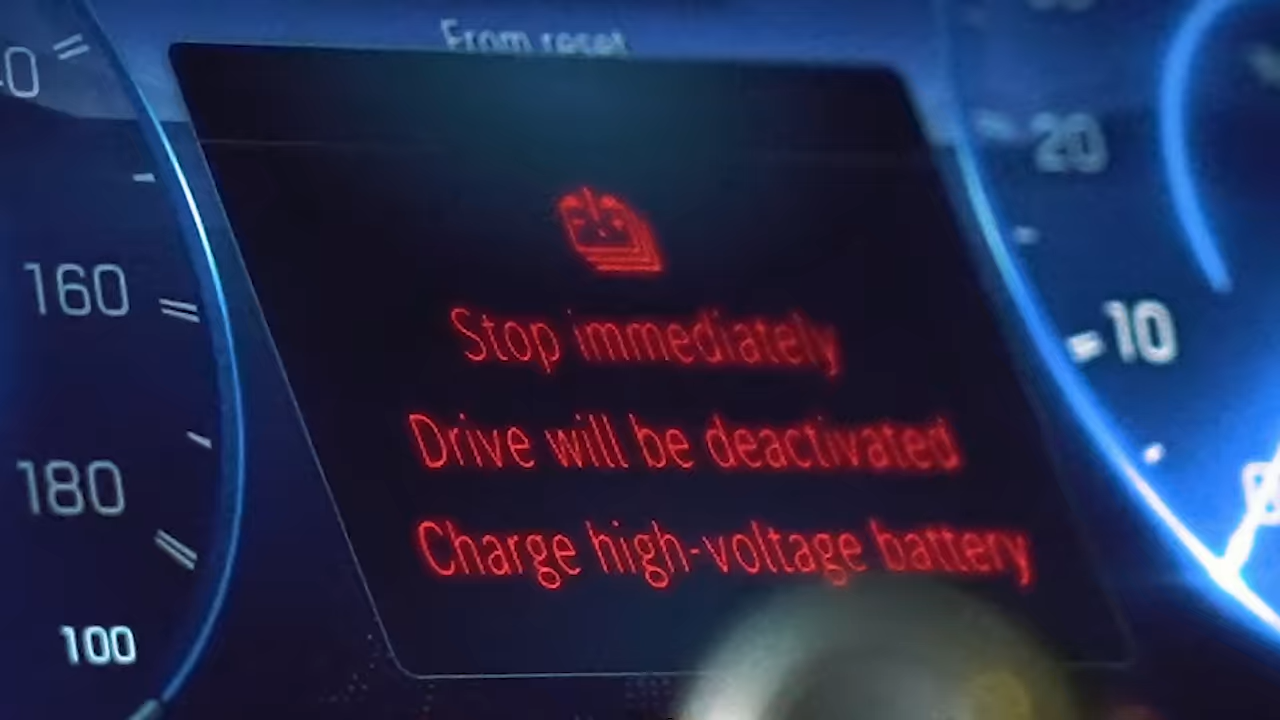 From reset
20
160
10
Stop immediately
Drive will be deactivated
180
Charge high-voltage battery
100